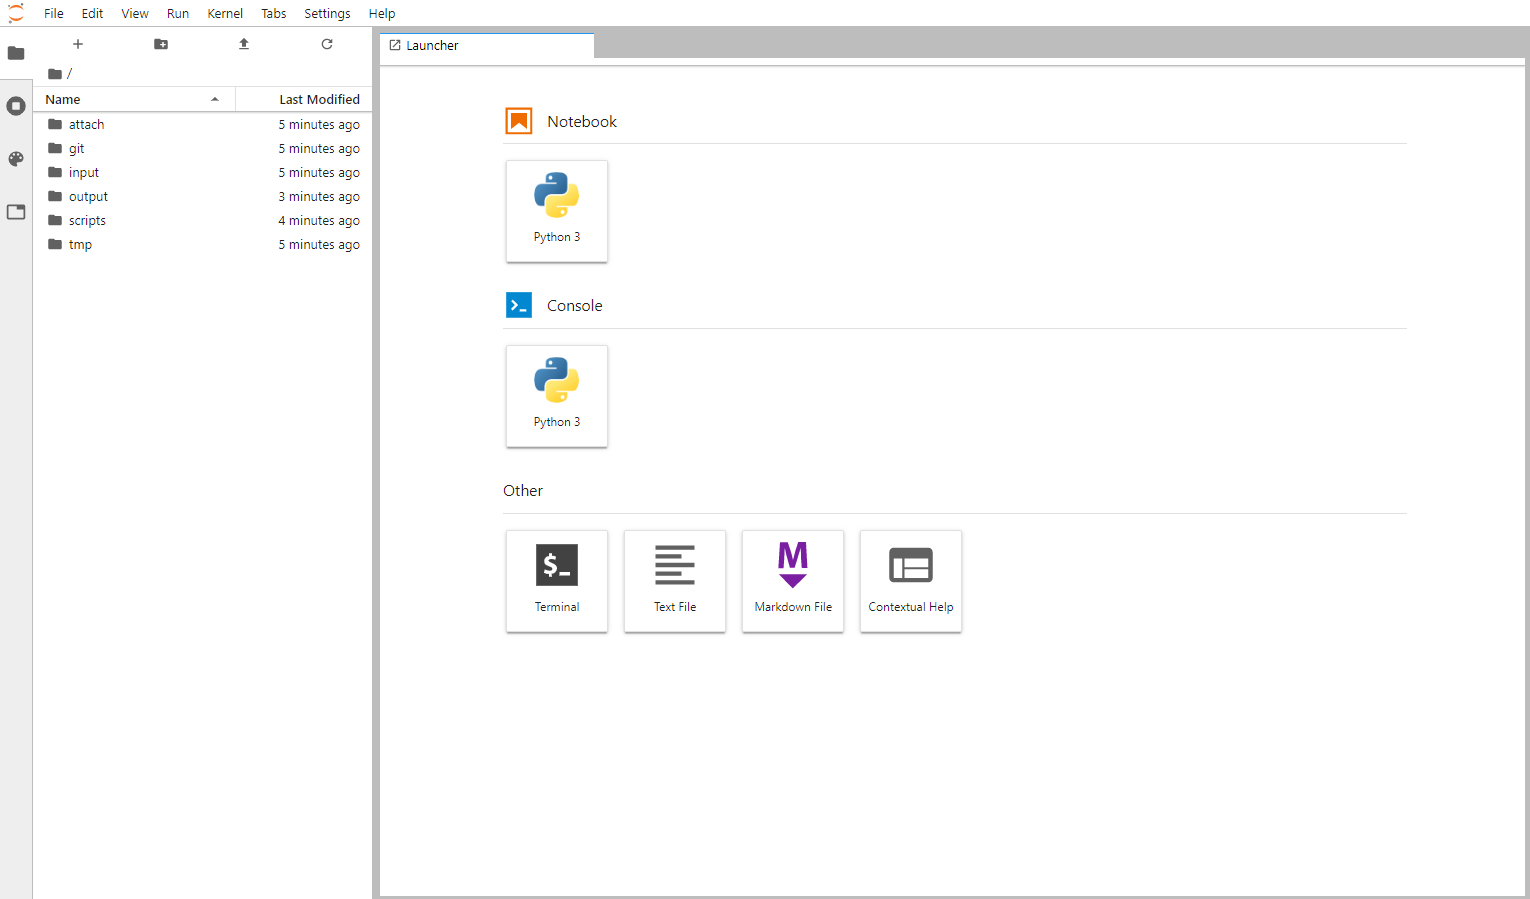 File Edit View Run Kernel Tabs Settings Help
/
Name Last Modified
attach 5 minutes ago
git 5 minutes ago
input 5 minutes ago
output 3 minutes ago
scripts 4 minutes ago
tmp 5 minutes ago
Launcher
Notebook
Python 3
>_ Console
Python 3
Other
$_
M
Terminal Text File Markdown File Contextual Help